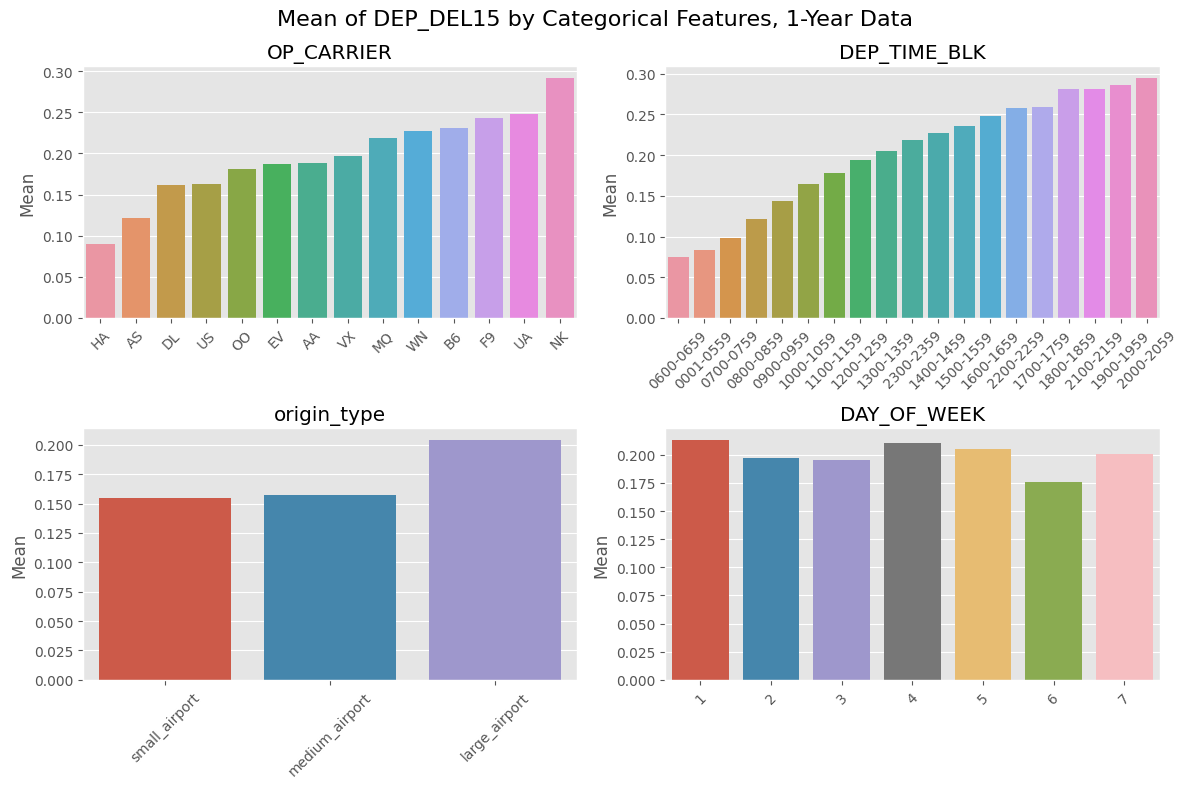 Mean of DEP_DEL15 by Categorical Features, 1-Year Data
OP_CARRIER
Mean
0.30
0.25
0.20
0.15
0.10
0.05
0.00
HA AS DL US OO EV AA VX MQ WN B6 F9 UA NK
DEP_TIME_BLK
Mean
0.30
0.25
0.20
0.15
0.10
0.05
0.00
0600-0659 0001-0559 0700-0759 0800-0859 0900-0959 1000-1059 1100-1159 1200-1259 1300-1359 2300-2359 1400-1459 1500-1559 1600-1659 2200-2259 1700-1759 1800-1859 2100-2159 1900-1959 2000-2059
origin_type
Mean
0.200
0.175
0.150
0.125
0.100
0.075
0.050
0.025
0.000
small_airport medium_airport large_airport
DAY_OF_WEEK
Mean
0.200
0.175
0.150
0.125
0.100
0.075
0.050
0.025
0.000
1 2 3 4 5 6 7